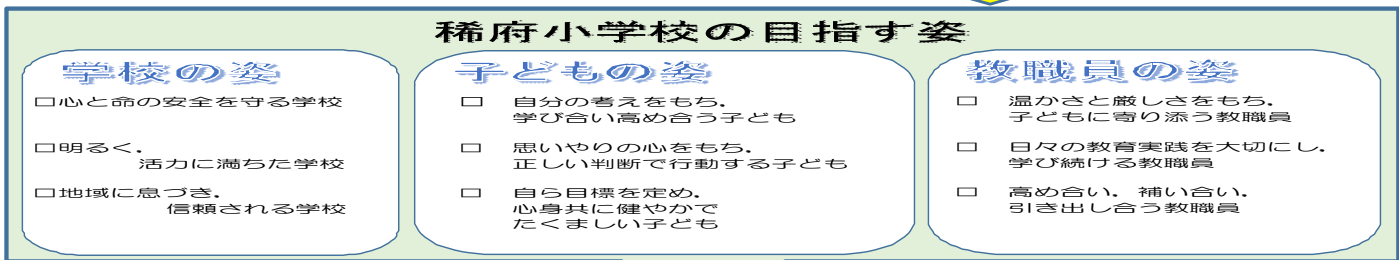 稀府小学校の目指す姿
学校の姿
□心と命の安全を守る学校
□明るく，
活力に満ちた学校
□地域に息づき，
信頼される学校
子どもの姿
□　自分の考えをもち，
学び合い高め合う子ども
□　思いやりの心をもち，
正しい判断で行動する子ども
□　自ら目標を定め，
心身共に健やかで
たくましい子ども
教職員の姿
□　温かさと厳しさをもち，
子どもに寄り添う教職員
□　日々の教育実践を大切にし，
学び続ける教職員
□　高め合い，補い合い，
引き出し合う教職員